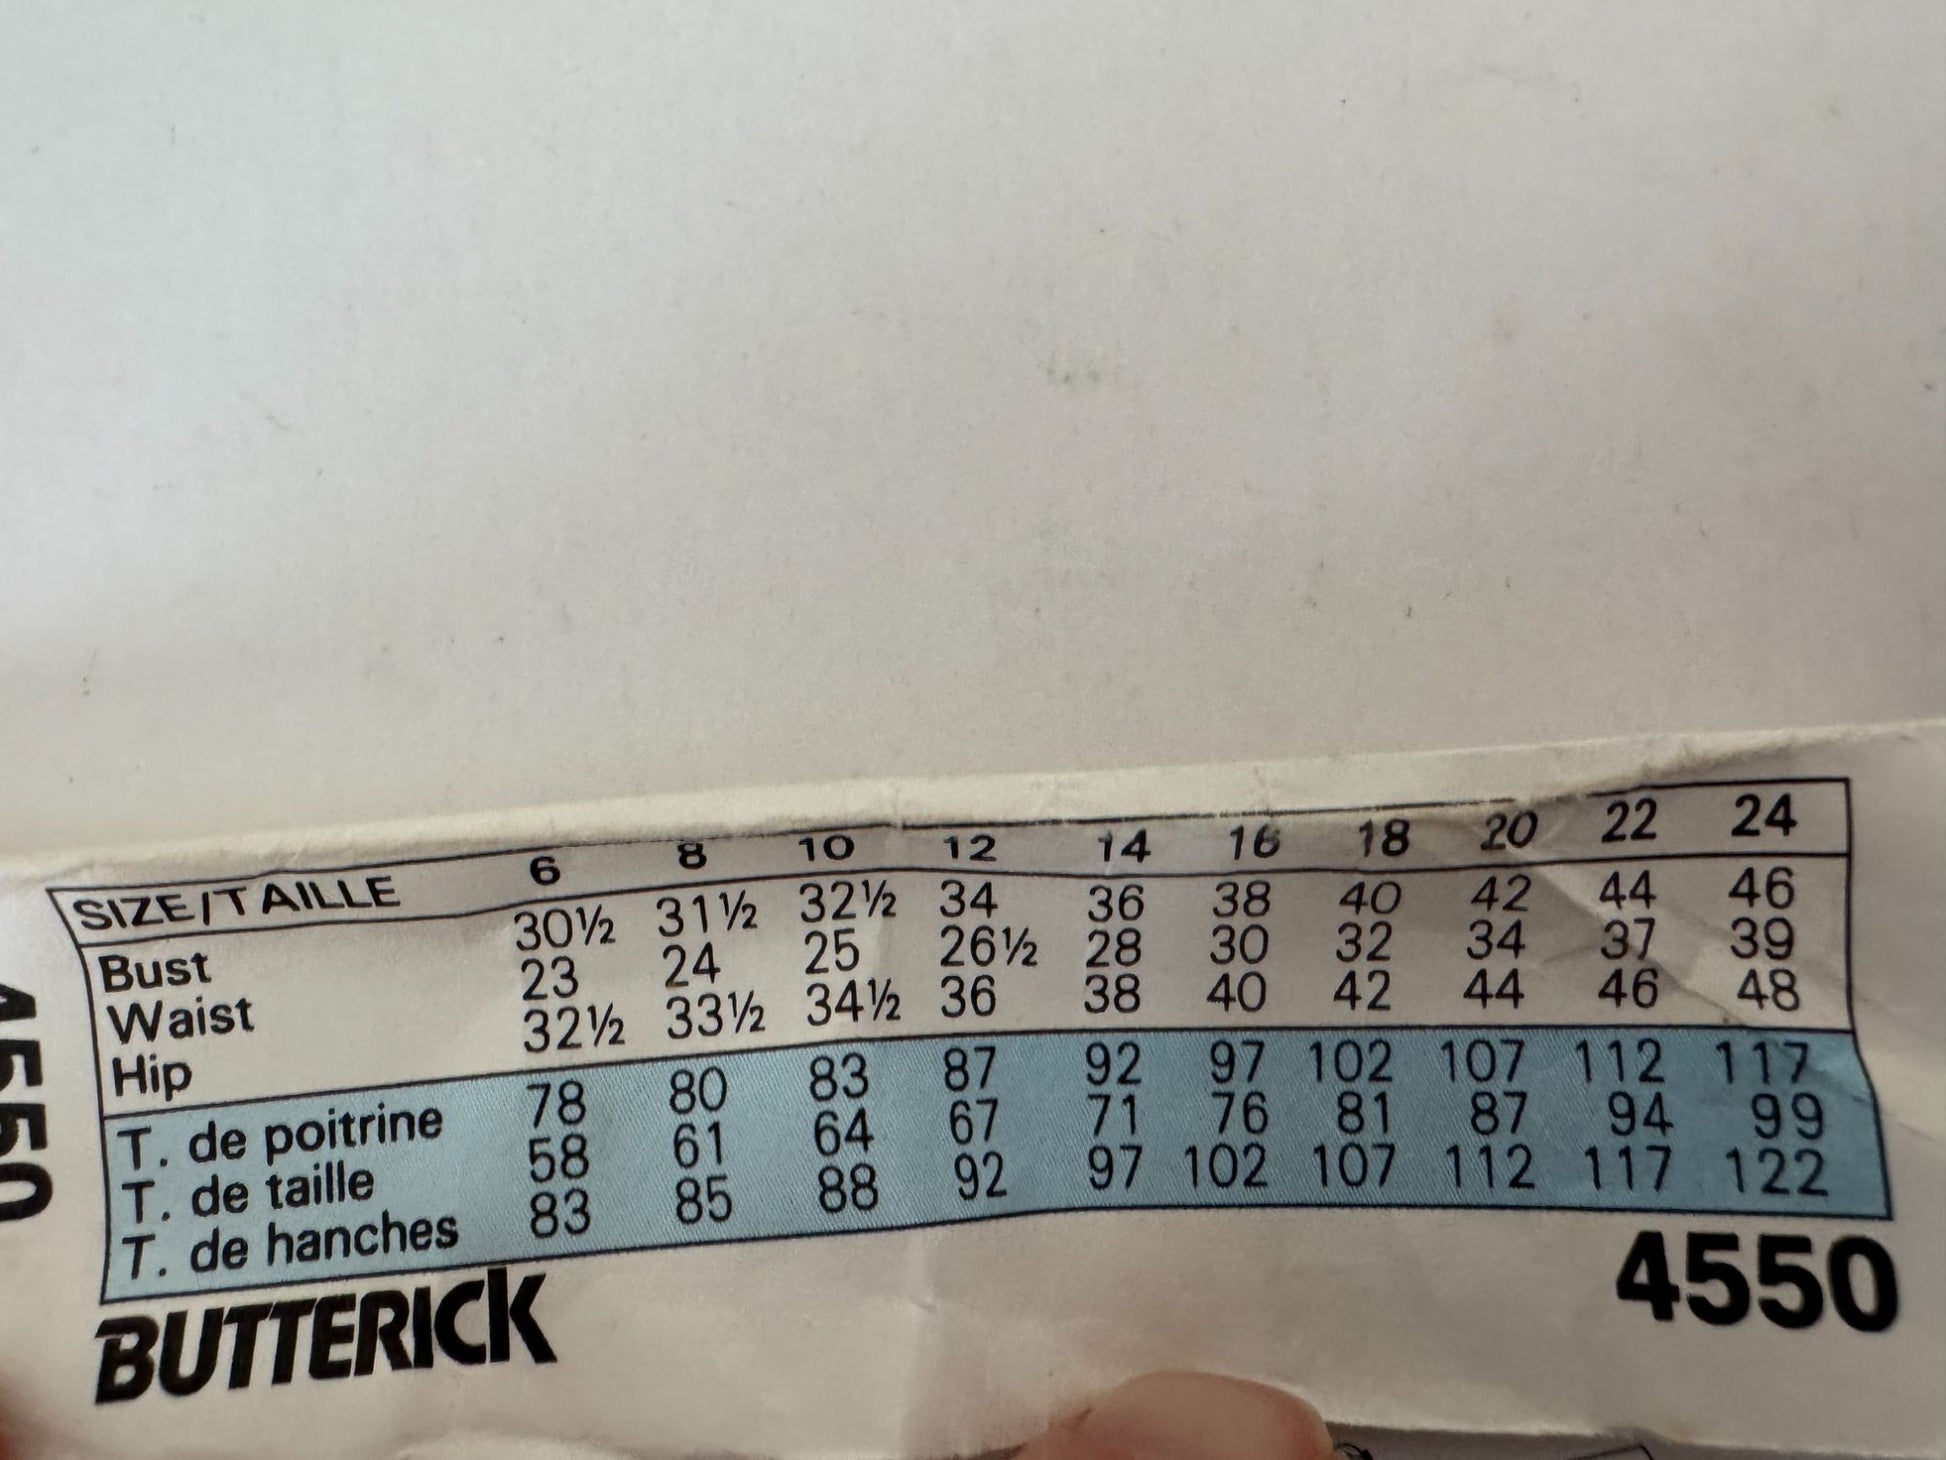 SIZE/TAILLE 6 8 10 12 14 16 18 20 22 24
Bust 30½ 31½ 32½ 34 36 38 40 42 44 46
Waist 23 24 25 26½ 28 30 32 34 37 39
Hip 32½ 33½ 34½ 36 38 40 42 44 46 48
T. de poitrine 78 80 83 87 92 97 102 107 112 117
T. de taille 58 61 64 67 71 76 81 87 94 99
T. de hanches 83 85 88 92 97 102 107 112 117 122
BUTTERICK 4550
4550